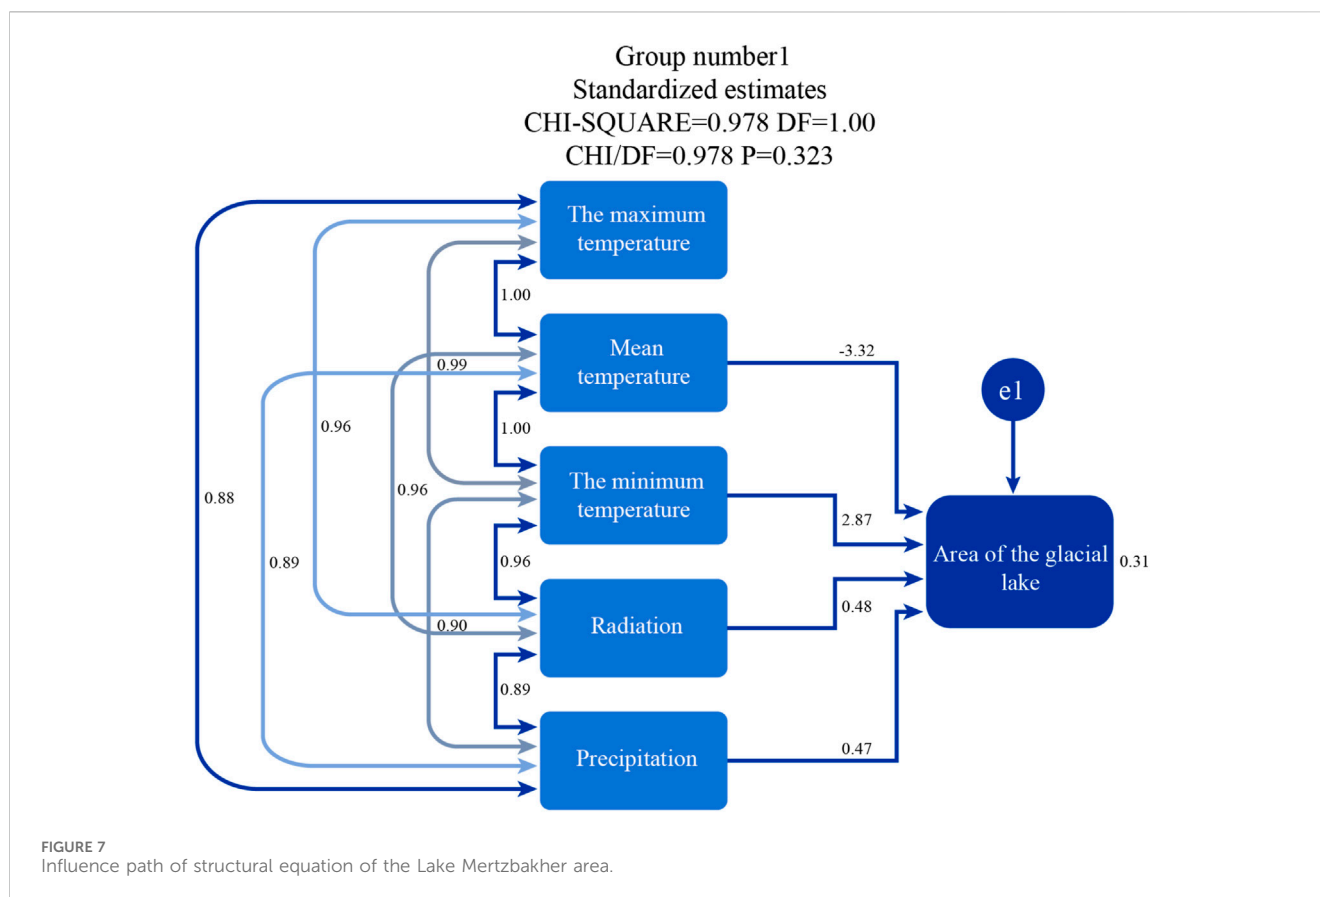 Group number1
Standardized estimates
CHI-SQUARE=0.978 DF=1.00
CHI/DF=0.978 P=0.323
The maximum
temperature
1.00
Mean
temperature
-3.32
0.99
e1
0.96
1.00
The minimum
temperature
0.96
0.88
2.87
Area of the glacial
lake
0.31
0.89
0.96
0.48
Radiation
0.90
0.89
Precipitation
0.47
FIGURE 7
Influence path of structural equation of the Lake Mertzbakher area.